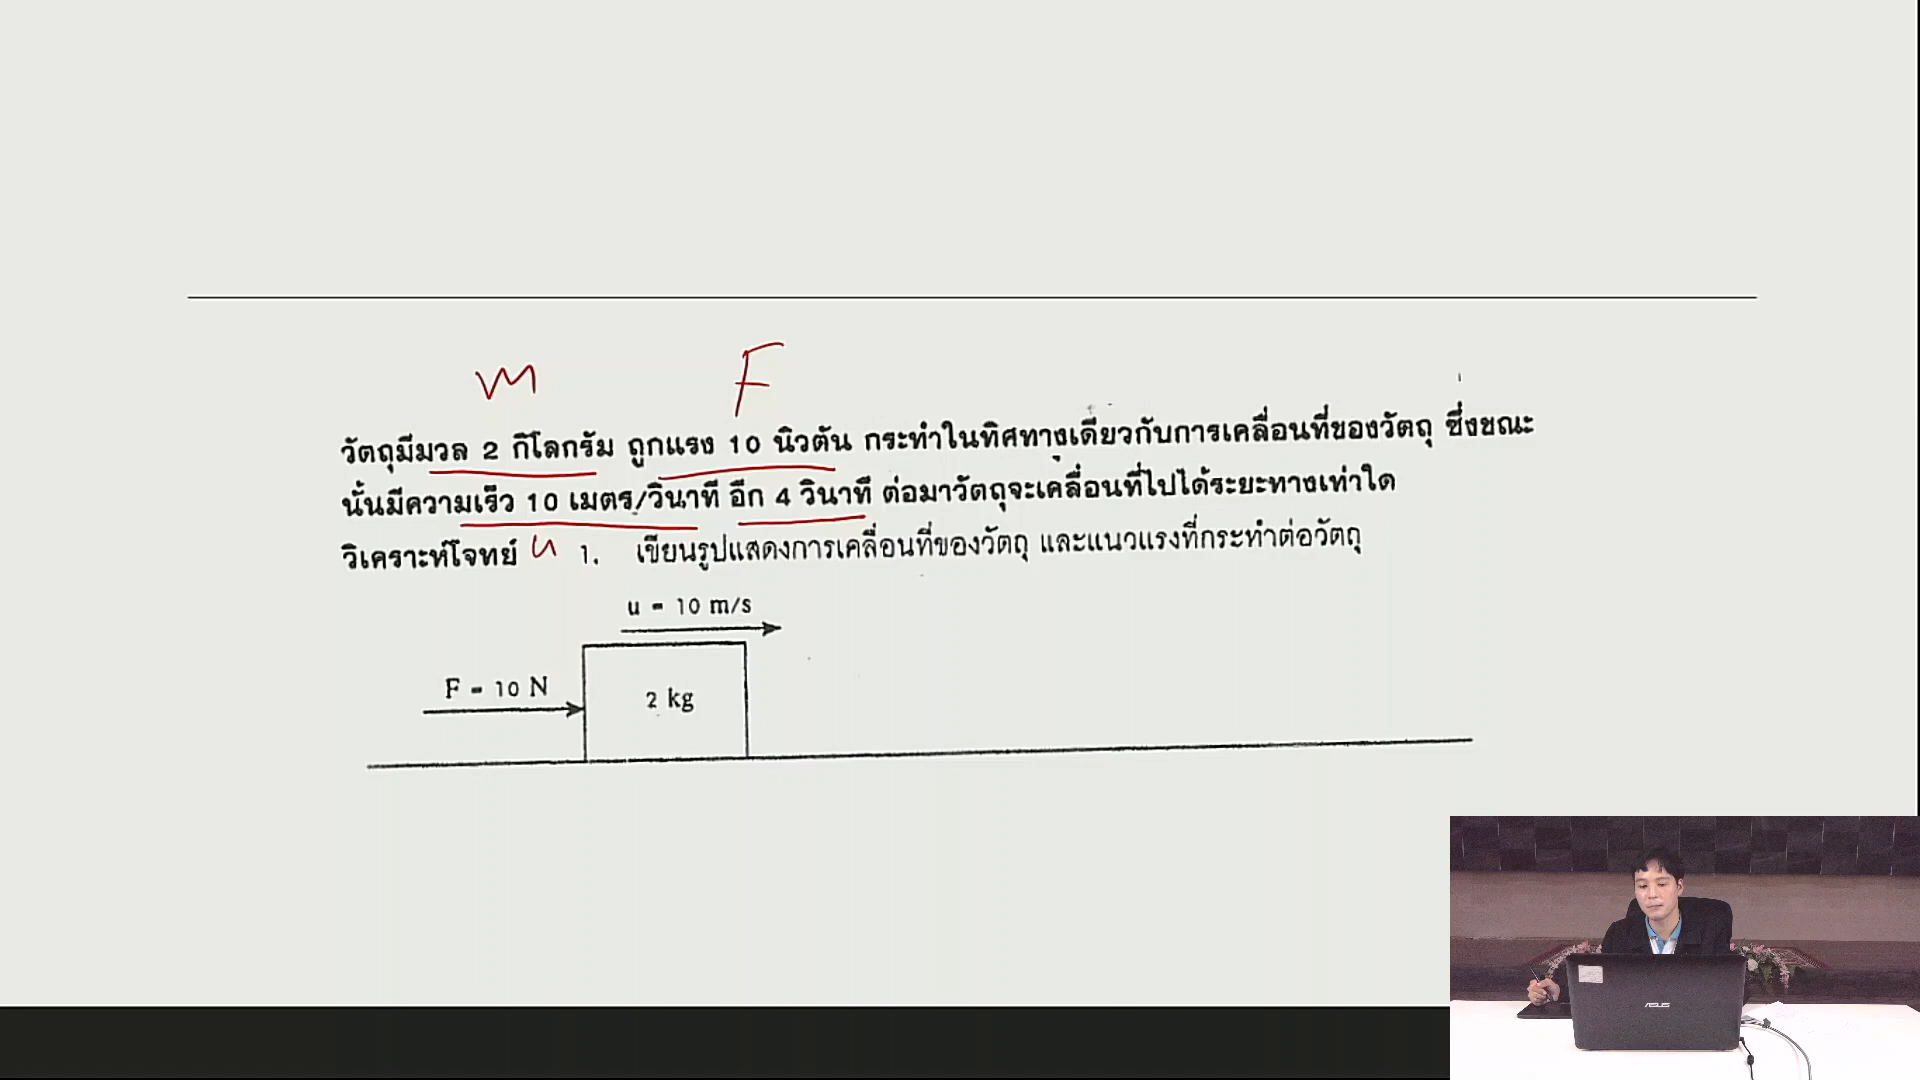 m F
วัตถุมีมวล 2 กิโลกรัม ถูกแรง 10 นิวตัน กระทำในทิศทางเดียวกับการเคลื่อนที่ของวัตถุ ซึ่งขณะ
นั้นมีความเร็ว 10 เมตร/วินาที อีก 4 วินาที ต่อมาวัตถุจะเคลื่อนที่ไปได้ระยะทางเท่าใด
วิเคราะห์โจทย์ u 1. เขียนรูปแสดงการเคลื่อนที่ของวัตถุ และแนวแรงที่กระทำต่อวัตถุ
u = 10 m/s
F = 10 N
2 kg
ASUS